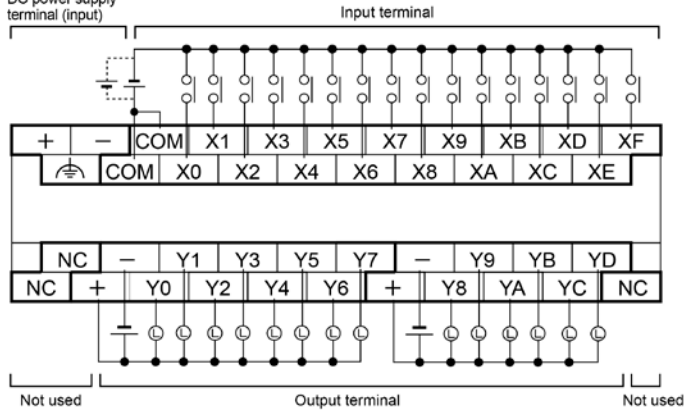 DC power supply
terminal (input)
Input terminal
+ − COM X1 X3 X5 X7 X9 XB XD XF
COM X0 X2 X4 X6 X8 XA XC XE
NC − Y1 Y3 Y5 Y7 − Y9 YB YD
NC + Y0 Y2 Y4 Y6 + Y8 YA YC NC
L L L L L L L L L L L L L L
Not used
Output terminal
Not used